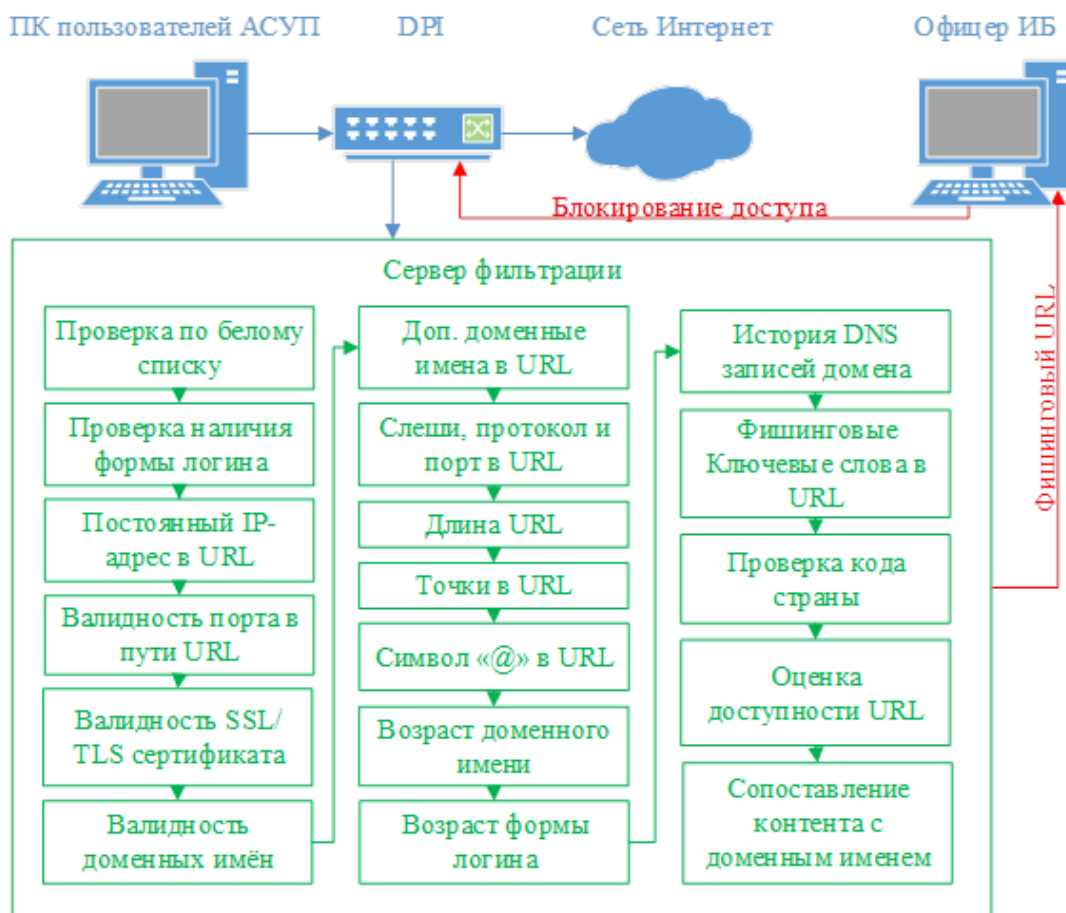 ПК пользователей АСУП
DPI
Сеть Интернет
Офицер ИБ
Блокирование доступа
Фишинговый URL
Сервер фильтрации
Проверка по белому
списку
Проверка наличия
формы логина
Постоянный IP-
адрес в URL
Валидность порта в
пути URL
Валидность SSL/
TLS сертификата
Валидность
доменных имён
Доп. доменные
имена в URL
Слеши, протокол и
порт в URL
Длина URL
Точки в URL
Символ «@» в URL
Возраст доменного
имени
Возраст формы
логина
История DNS
записей домена
Фишинговые
Ключевые слова в
URL
Проверка кода
страны
Оценка
доступности URL
Сопоставление
контента с
доменным именем